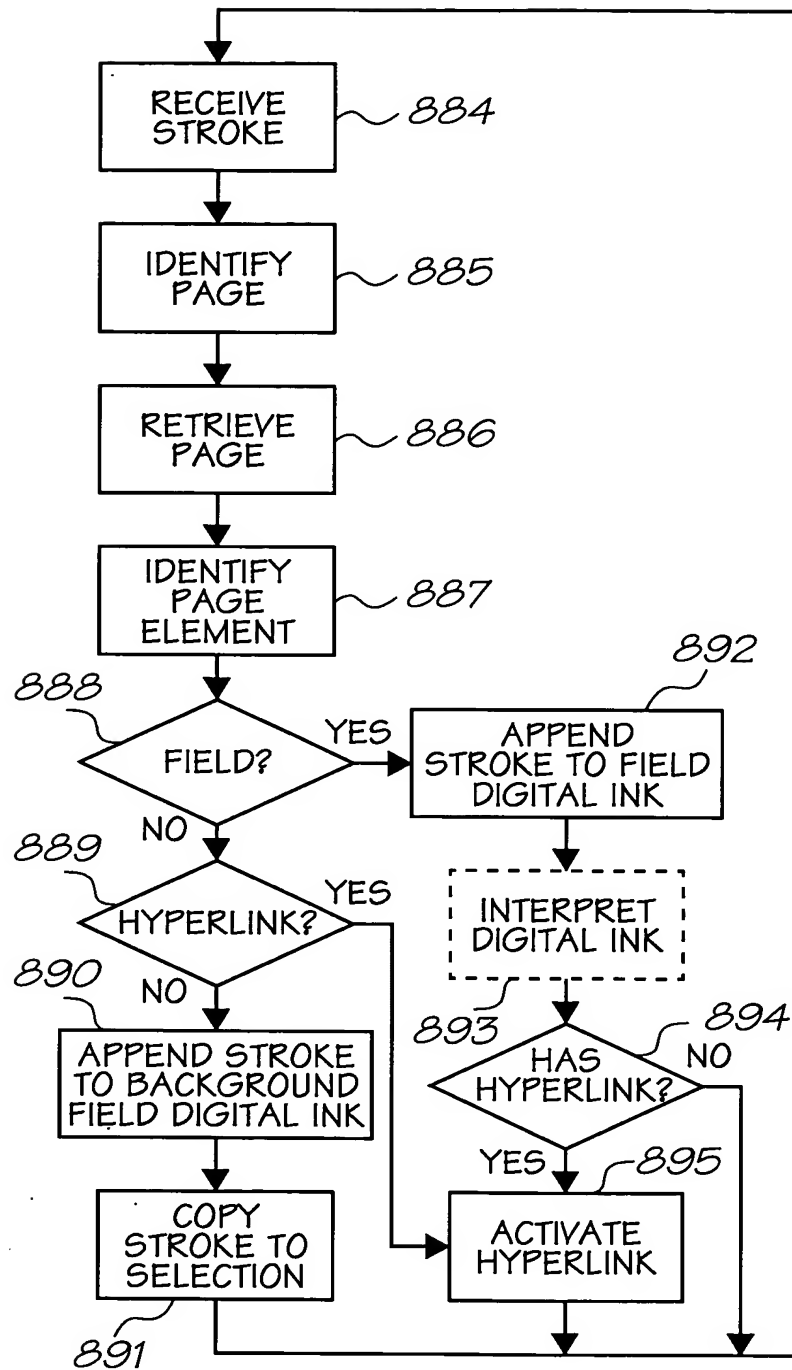 RECEIVE
STROKE
884
IDENTIFY
PAGE
885
RETRIEVE
PAGE
886
IDENTIFY
PAGE
ELEMENT
887
888
FIELD?
YES
NO
892
APPEND
STROKE TO FIELD
DIGITAL INK
889
HYPERLINK?
YES
NO
INTERPRET
DIGITAL INK
893
890
APPEND STROKE
TO BACKGROUND
FIELD DIGITAL INK
894
HAS
HYPERLINK?
NO
YES
895
COPY
STROKE TO
SELECTION
891
ACTIVATE
HYPERLINK